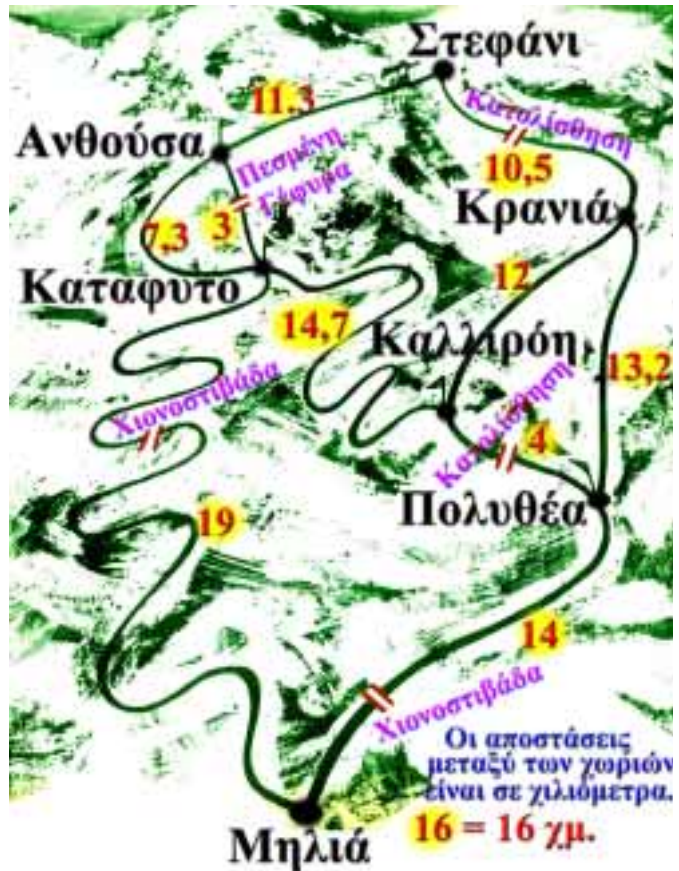 Στεφάνι
11.3
Κατολίσθηση
Ανθούσα
Πεσμένη
Γέφυρα
10,5
Κρανιά
7,3
3
12
Καταφυτο
14,7
Καλλιρόη
13,2
Χιονοστιβάδα
Κατολίσθηση
4
Πολυθέα
19
14
Χιονοστιβάδα
Οι αποστάσεις
μεταξύ των χωριών
είναι σε χιλιόμετρα.
16 = 16 χμ.
Μηλιά